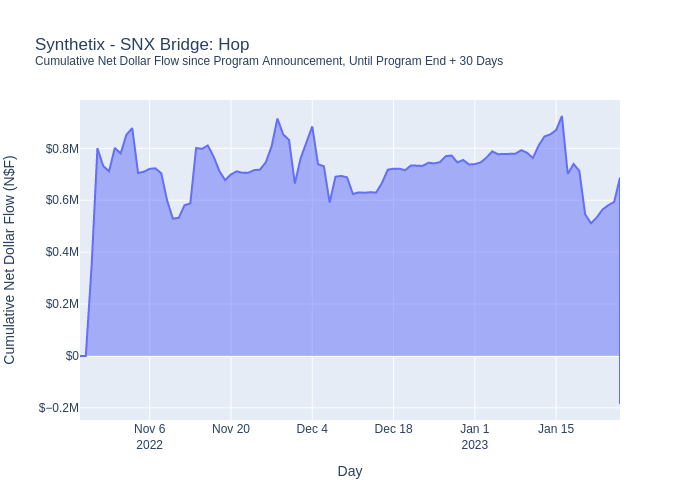 Synthetix - SNX Bridge: Hop
Cumulative Net Dollar Flow since Program Announcement, Until Program End + 30 Days
Cumulative Net Dollar Flow (N$F)
$0.8M
$0.6M
$0.4M
$0.2M
$0
$−0.2M
Nov 6
2022
Nov 20
Dec 4
Dec 18
Jan 1
2023
Jan 15
Day